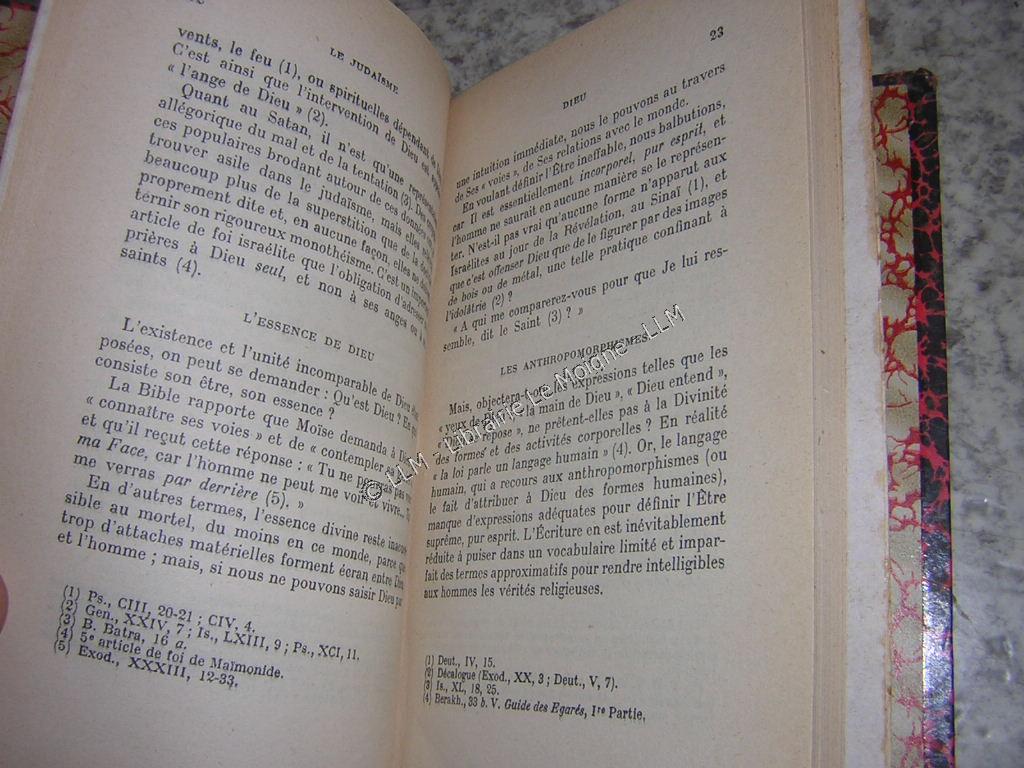 LE JUDAÏSME
vents, le feu (1), ou spirituelles dépendant de
C'est ainsi que l'intervention de Dieu est
« l'ange de Dieu » (2).
Quant au Satan, il n'est qu'une
allégorique du mal et de la tentation (3). Des
ces populaires brodant autour de ces données
trouver asile dans le judaïsme, mais elles
beaucoup plus de la superstition que de la
proprement dite et, en aucune façon, elles ne
ternir son rigoureux monothéisme. C'est un
article de foi israélite que l'obligation d'adresser
prières à Dieu seul, et non à ses anges ou à
saints (4).
L'ESSENCE DE DIEU
L'existence et l'unité incomparable de Dieu
posées, on peut se demander : Qu'est Dieu ? En
consiste son être, son essence ?
La Bible rapporte que Moïse demanda à
« connaître ses voies » et de « contempler
et qu'il reçut cette réponse : « Tu ne pourras pas
ma Face, car l'homme ne peut me voir et vivre...
me verras par derrière (5). »
En d'autres termes, l'essence divine reste
sible au mortel, du moins en ce monde, parce que
trop d'attaches matérielles forment écran entre Dieu
et l'homme ; mais, si nous ne pouvons saisir Dieu par
(1) Ps., CIII, 20-21 ; CIV, 4.
(2) Gen., XXIV, 7 ; Is., LXIII, 9 ; Ps., XCI, 11.
(3) B. Batra, 16 a.
(4) 5e article de foi de Maïmonide.
(5) Exod., XXXIII, 12-33.
23
DIEU
une intuition immédiate, nous le pouvons au travers
de Ses « voies », de Ses relations avec le monde.
En voulant définir l'Être ineffable, nous balbutions,
car Il est essentiellement incorporel, pur esprit, et
l'homme ne saurait en aucune manière se le représen-
ter. N'est-il pas vrai qu'aucune forme n'apparut aux
Israélites au jour de la Révélation, au Sinaï (1), et
que c'est offenser Dieu que de le figurer par des images
de bois ou de métal, une telle pratique confinant à
l'idolâtrie (2) ?
« A qui me comparerez-vous pour que Je lui res-
semble, dit le Saint (3) ? »
LES ANTHROPOMORPHISMES
Mais, objectera-t-on, les expressions telles que les
« yeux de Dieu », « la main de Dieu », « Dieu entend »,
repose », ne prêtent-elles pas à la Divinité
des formes et des activités corporelles ? En réalité
« la loi parle un langage humain » (4). Or, le langage
humain, qui a recours aux anthropomorphismes (ou
le fait d'attribuer à Dieu des formes humaines),
manque d'expressions adéquates pour définir l'Être
suprême, pur esprit. L'Écriture en est inévitablement
réduite à puiser dans un vocabulaire limité et impar-
fait des termes approximatifs pour rendre intelligibles
aux hommes les vérités religieuses.
(1) Deut., IV, 15.
(2) Décalogue (Exod., XX, 3 ; Deut., V, 7).
(3) Is., XL, 18, 25.
(4) Berakh., 33 b. V. Guide des Egarés, 1re Partie.
© LLM - Librairie Le Moigne - LLM